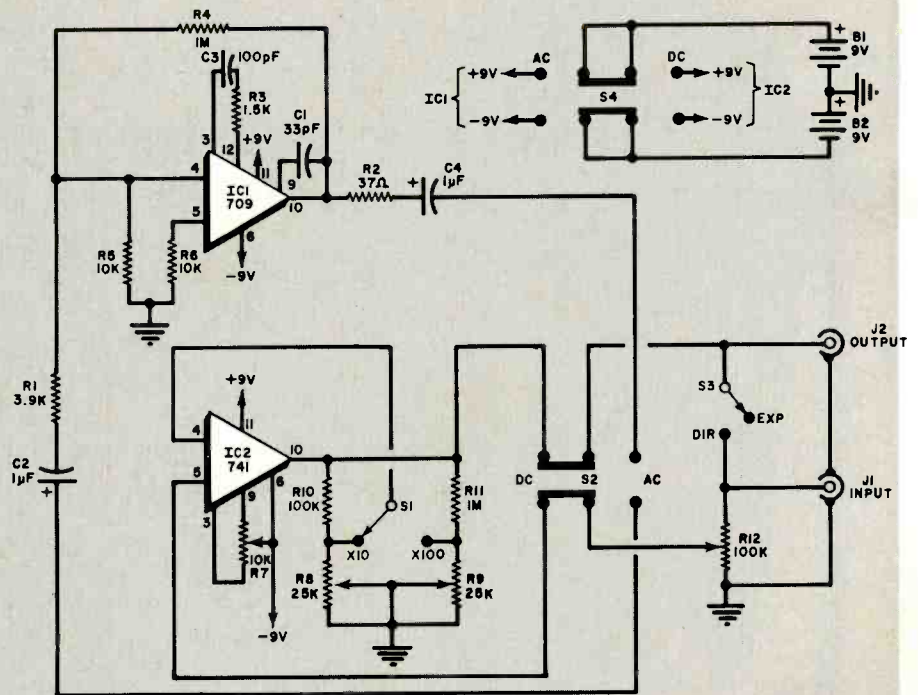 R4
1M
C3
100pF
R3
1.5K
C1
33pF
+9V
3
12
11
9
4
IC1
709
10
5
6
-9V
R2
37Ω
+
C4
1µF
R5
10K
R6
10K
R1
3.9K
C2
1µF
+
AC
DC
+9V
+9V
IC1
S4
IC2
-9V
-9V
+
B1
9V
+
B2
9V
+9V
11
4
IC2
741
10
5
6
9
3
10K
R7
-9V
R10
100K
S1
R11
1M
X10
X100
R8
25K
R9
25K
DC
S2
AC
J2
OUTPUT
S3
EXP
DIR
J1
INPUT
R12
100K